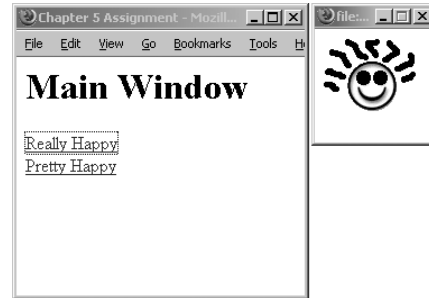 Chapter 5 Assignment - Mozill...
file:...
File Edit View Go Bookmarks Tools
Main Window
Really Happy
Pretty Happy